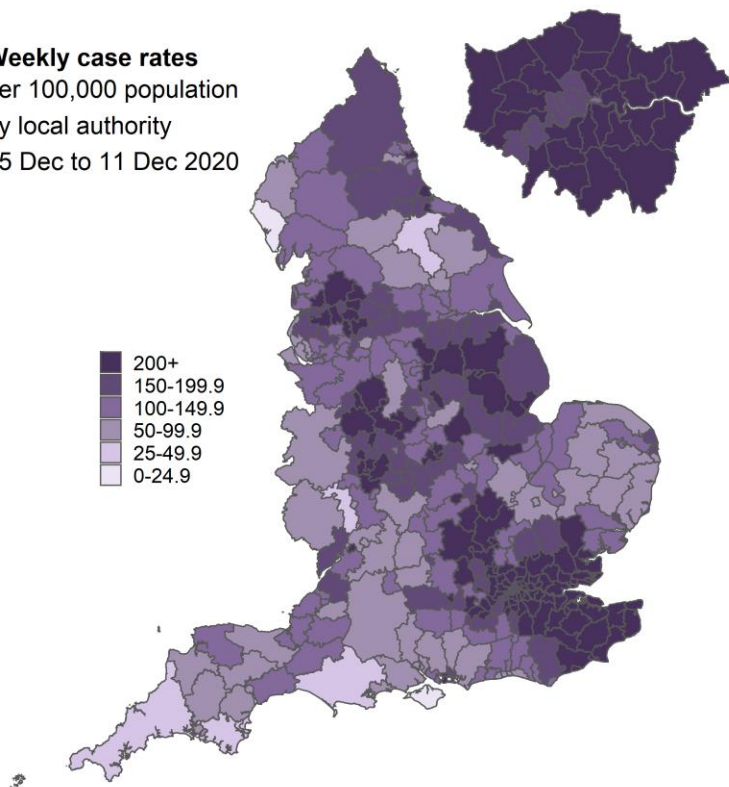 Weekly case rates
er 100,000 population
y local authority
5 Dec to 11 Dec 2020
200+
150-199.9
100-149.9
50-99.9
25-49.9
0-24.9